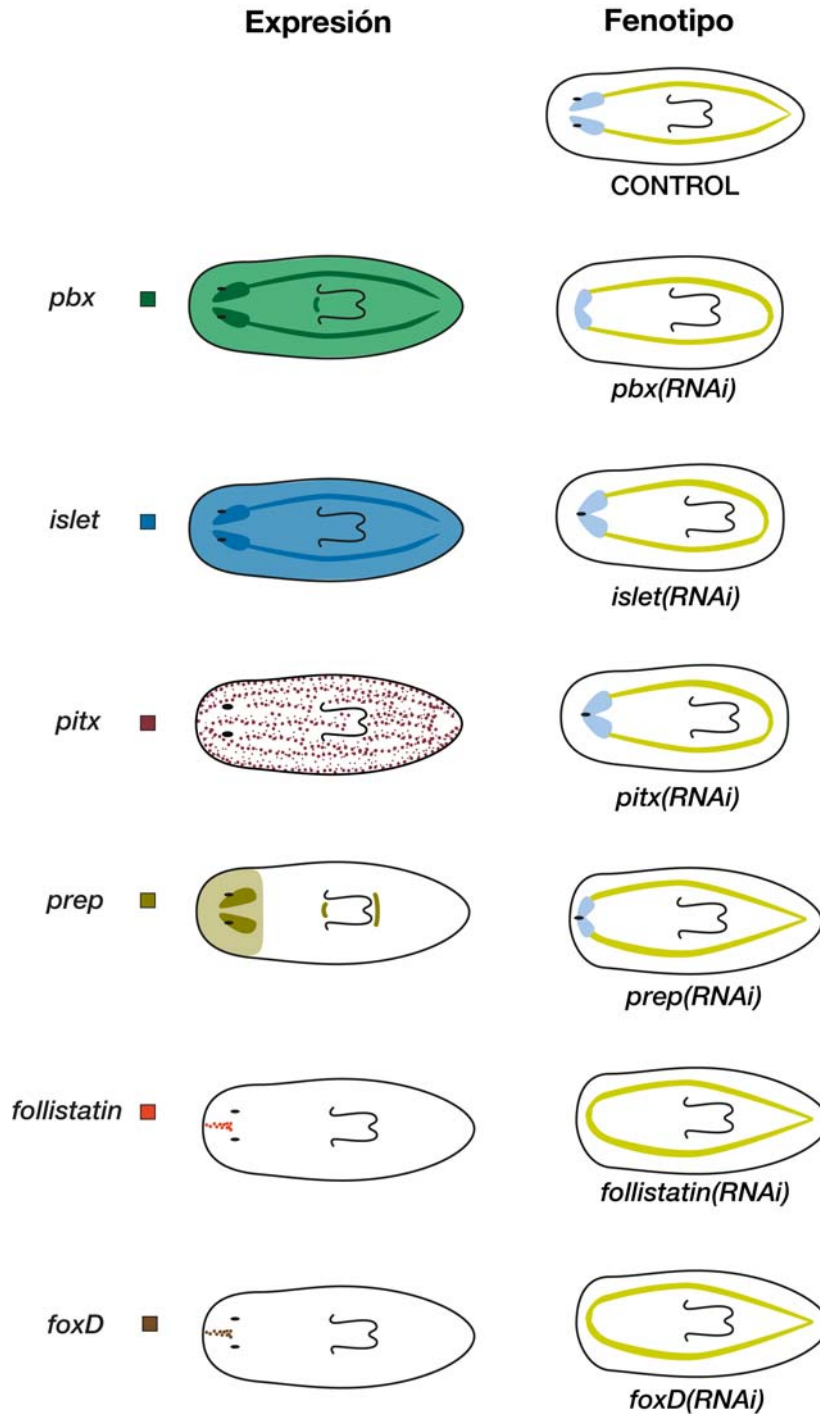 Expresión
Fenotipo
CONTROL
pbx
pbx(RNAi)
islet
islet(RNAi)
pitx
pitx(RNAi)
prep
prep(RNAi)
follistatin
follistatin(RNAi)
foxD
foxD(RNAi)